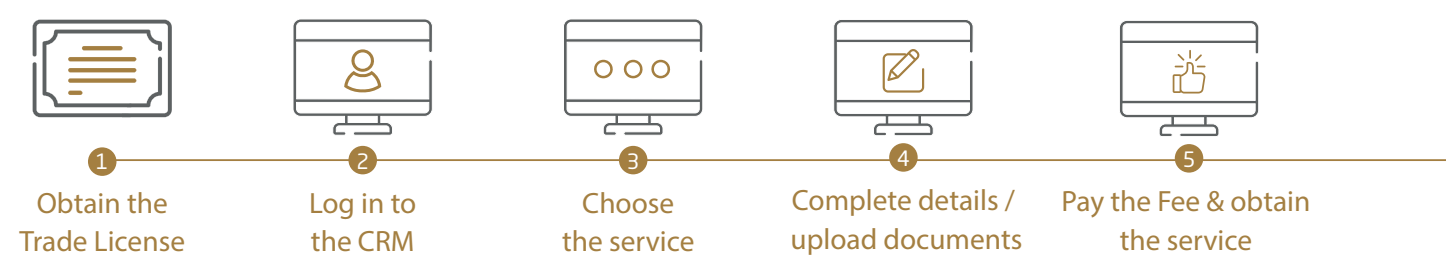 1
Obtain the
Trade License
2
Log in to
the CRM
3
Choose
the service
4
Complete details /
upload documents
5
Pay the Fee & obtain
the service